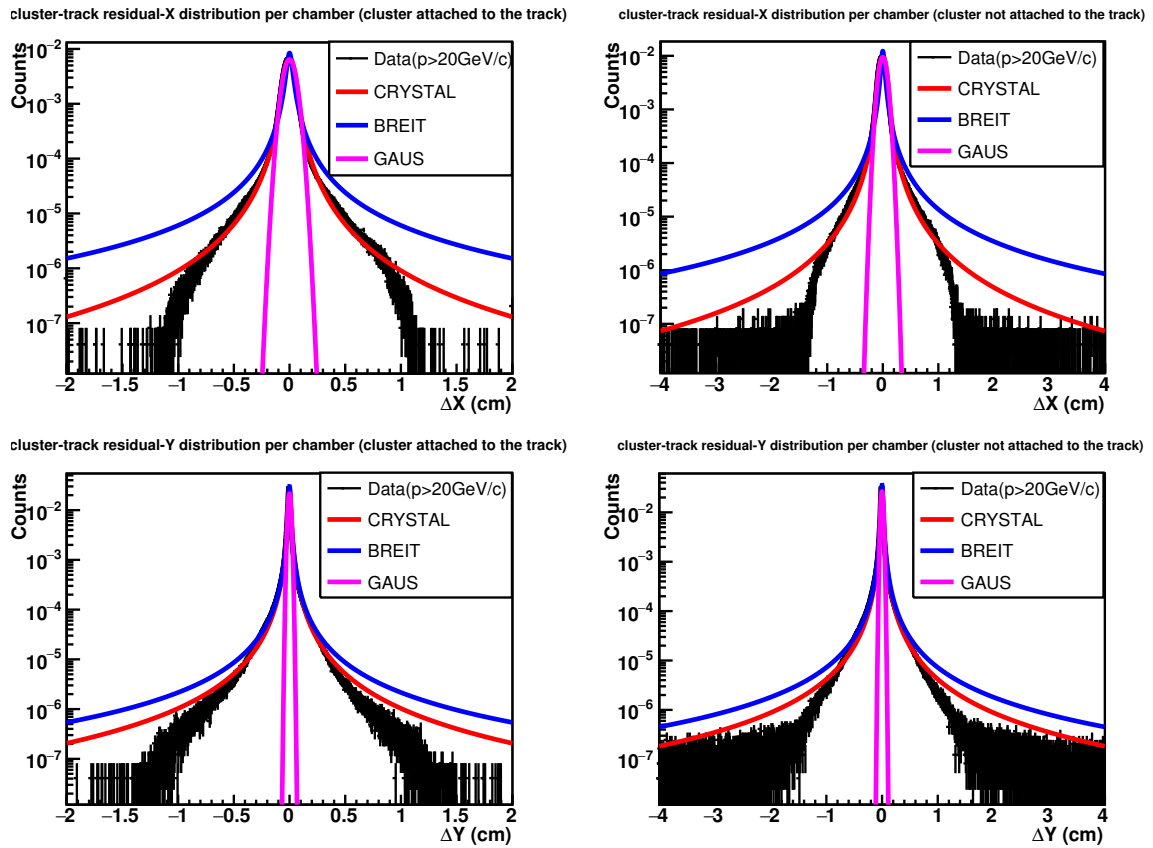 cluster-track residual-X distribution per chamber (cluster attached to the track)
Counts
10⁻²
10⁻³
10⁻⁴
10⁻⁵
10⁻⁶
10⁻⁷
Data(p>20GeV/c)
CRYSTAL
BREIT
GAUS
−2 −1.5 −1 −0.5 0 0.5 1 1.5 2
ΔX (cm)
cluster-track residual-X distribution per chamber (cluster not attached to the track)
Counts
10⁻²
10⁻³
10⁻⁴
10⁻⁵
10⁻⁶
10⁻⁷
Data(p>20GeV/c)
CRYSTAL
BREIT
GAUS
−4 −3 −2 −1 0 1 2 3 4
ΔX (cm)
cluster-track residual-Y distribution per chamber (cluster attached to the track)
Counts
10⁻²
10⁻³
10⁻⁴
10⁻⁵
10⁻⁶
10⁻⁷
Data(p>20GeV/c)
CRYSTAL
BREIT
GAUS
−2 −1.5 −1 −0.5 0 0.5 1 1.5 2
ΔY (cm)
cluster-track residual-Y distribution per chamber (cluster not attached to the track)
Counts
10⁻²
10⁻³
10⁻⁴
10⁻⁵
10⁻⁶
10⁻⁷
Data(p>20GeV/c)
CRYSTAL
BREIT
GAUS
−4 −3 −2 −1 0 1 2 3 4
ΔY (cm)